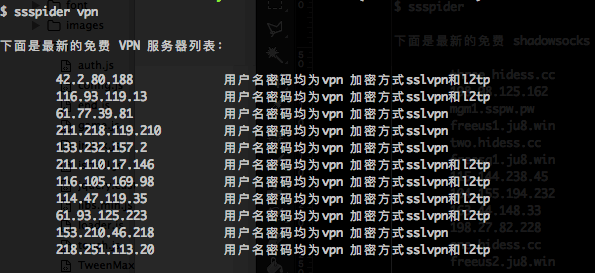 $ ssspider vpn
font
images
auth.js
TweenMax
下面是最新的免费 VPN 服务器列表：
42.2.80.188 用户名密码均为vpn 加密方式sslvpn和l2tp
116.93.119.13 用户名密码均为vpn 加密方式sslvpn和l2tp
61.77.39.81 用户名密码均为vpn 加密方式sslvpn
211.218.119.210 用户名密码均为vpn 加密方式sslvpn和l2tp
133.232.157.2 用户名密码均为vpn 加密方式sslvpn
211.110.17.146 用户名密码均为vpn 加密方式sslvpn和l2tp
116.105.169.98 用户名密码均为vpn 加密方式sslvpn和l2tp
114.47.119.35 用户名密码均为vpn 加密方式sslvpn和l2tp
61.93.125.223 用户名密码均为vpn 加密方式sslvpn和l2tp
153.210.46.218 用户名密码均为vpn 加密方式sslvpn
218.251.113.20 用户名密码均为vpn 加密方式sslvpn和l2tp
$ ssspider
下面是最新的免费 shadowsocks
.hidess.cc
125.162
mgm1.sspw.pw
freeus1.ju8.win
two.hidess.cc
.ju8.win
.238.45
.194.232
.148.33
198.27.82.228
.hidess.cc
freeus2.ju8.win